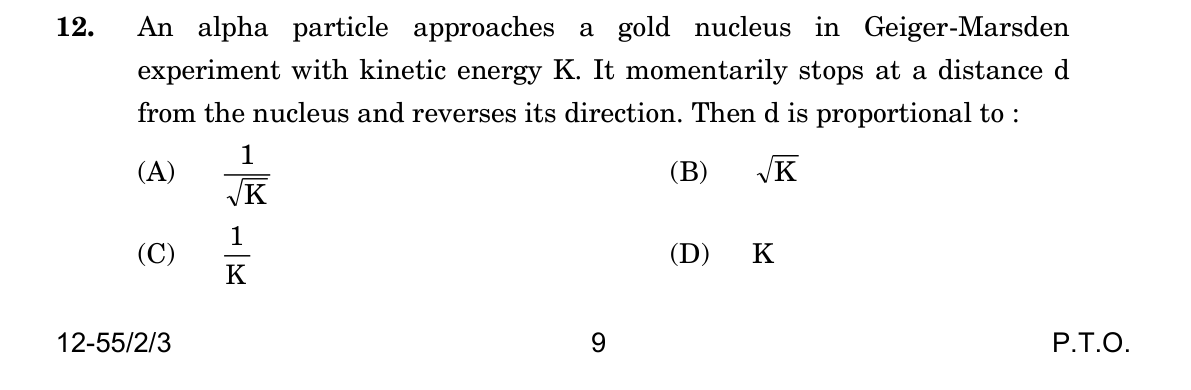 12. An alpha particle approaches a gold nucleus in Geiger-Marsden
experiment with kinetic energy K. It momentarily stops at a distance d
from the nucleus and reverses its direction. Then d is proportional to :
(A) 1/√K (B) √K
(C) 1/K (D) K
12-55/2/3 9 P.T.O.